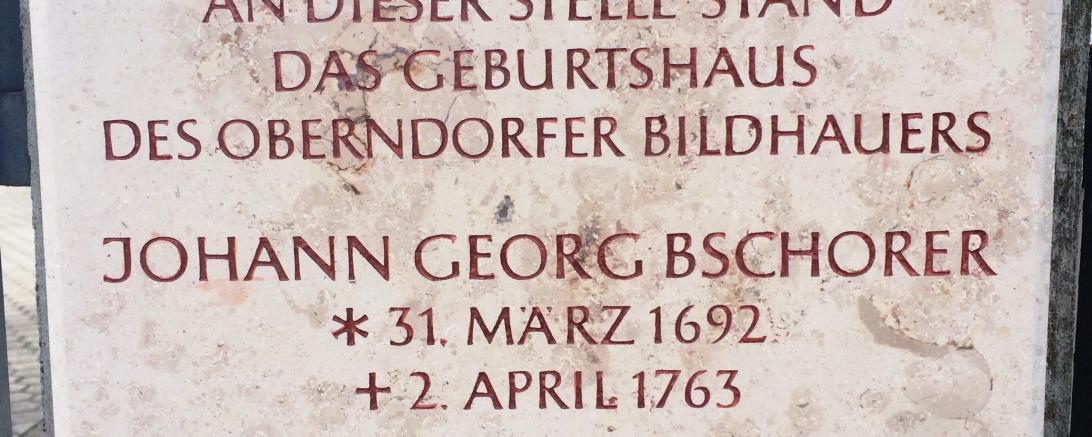 AN DIESER STELLE STAND
DAS GEBURTSHAUS
DES OBERNDORFER BILDHAUERS
JOHANN GEORG BSCHORER
* 31. MÄRZ 1692
+ 2. APRIL 1763